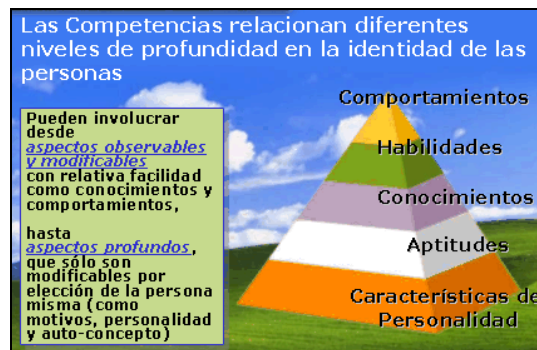 Las Competencias relacionan diferentes
niveles de profundidad en la identidad de las
personas
Pueden involucrar
desde
aspectos observables
y modificables
con relativa facilidad
como conocimientos y
comportamientos,
hasta
aspectos profundos,
que sólo son
modificables por
elección de la persona
misma (como
motivos, personalidad
y auto-concepto)
Comportamientos
Habilidades
Conocimientos
Aptitudes
Características de
Personalidad